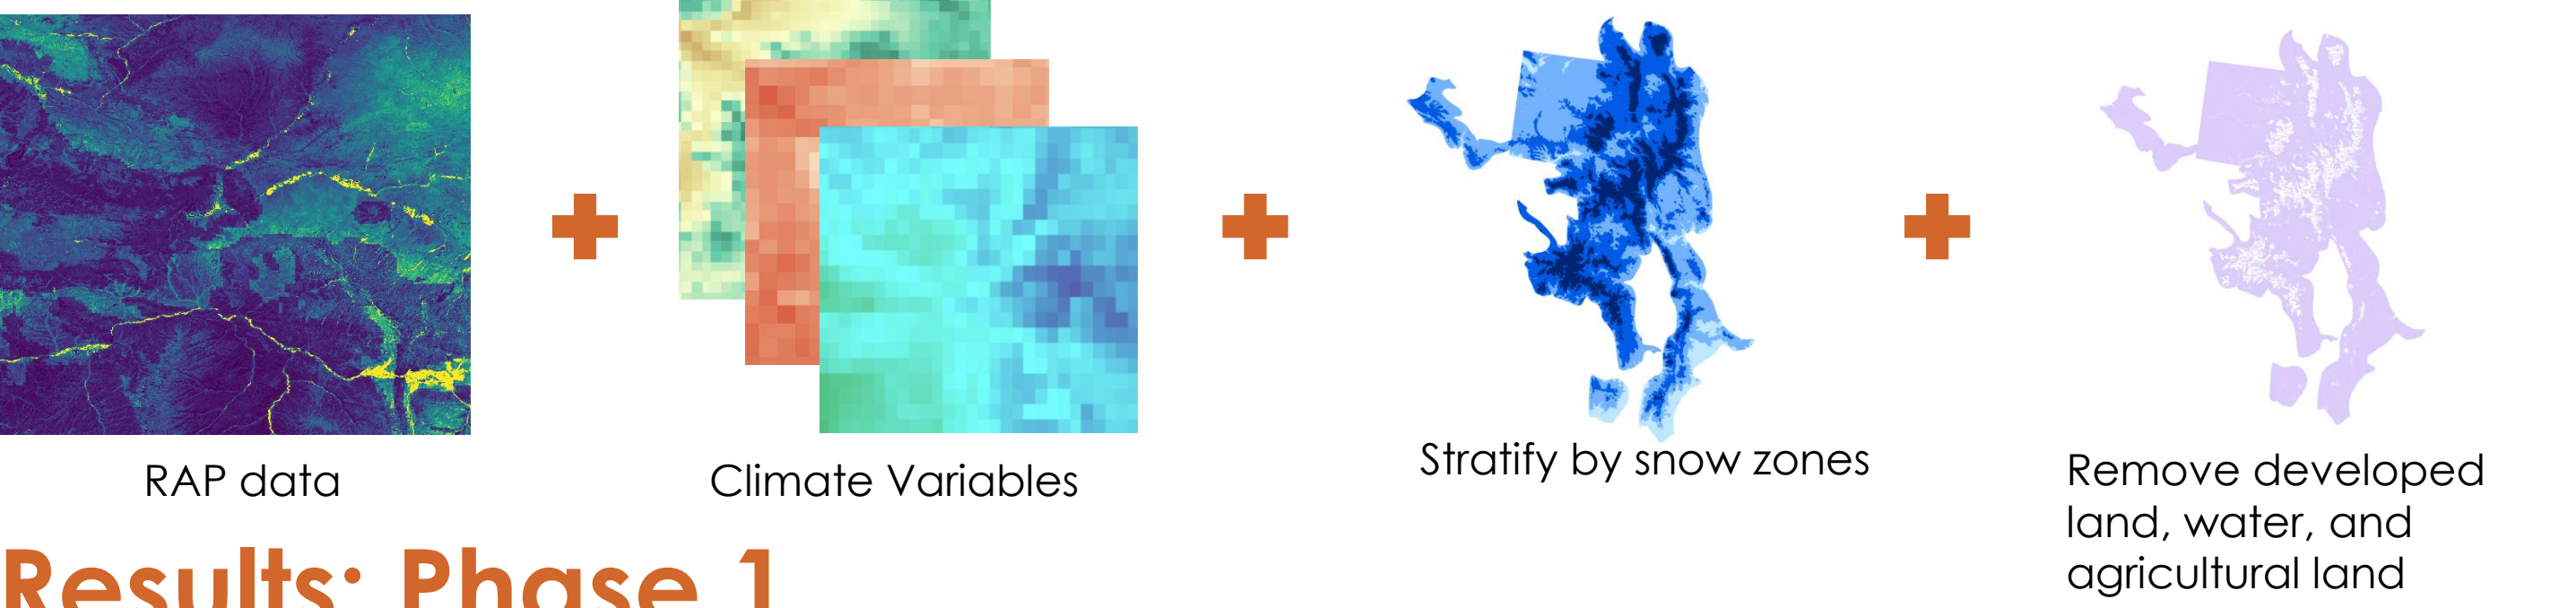 RAP data
Climate Variables
Stratify by snow zones
Remove developed
land, water, and
agricultural land
Results: Phase 1